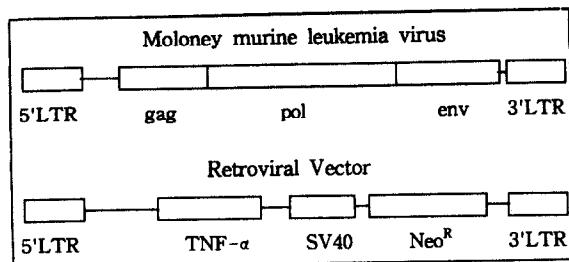 Moloney murine leukemia virus
5'LTR gag pol env 3'LTR
Retroviral Vector
5'LTR TNF-α SV40 Neo^R 3'LTR